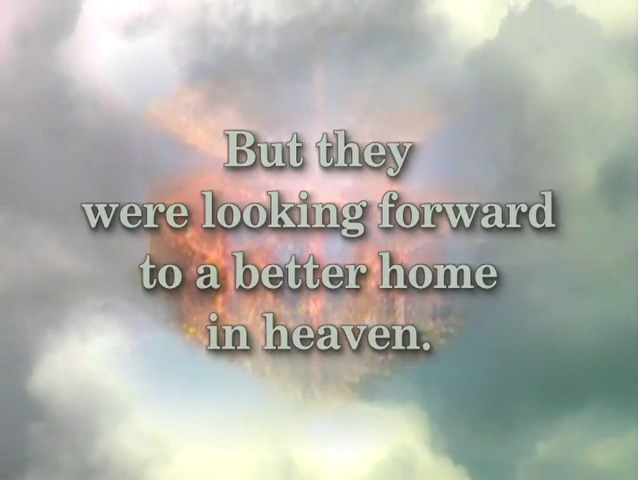 But they
were looking forward
to a better home
in heaven.